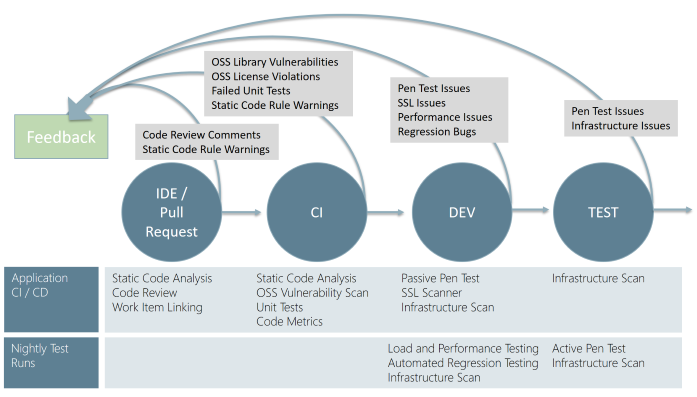 OSS Library Vulnerabilities
OSS License Violations
Failed Unit Tests
Static Code Rule Warnings
Pen Test Issues
SSL Issues
Performance Issues
Regression Bugs
Pen Test Issues
Infrastructure Issues
Feedback
Code Review Comments
Static Code Rule Warnings
IDE /
Pull
Request
CI
DEV
TEST
Application
CI / CD
Static Code Analysis
Code Review
Work Item Linking
Static Code Analysis
OSS Vulnerability Scan
Unit Tests
Code Metrics
Passive Pen Test
SSL Scanner
Infrastructure Scan
Infrastructure Scan
Nightly Test
Runs
Load and Performance Testing
Automated Regression Testing
Infrastructure Scan
Active Pen Test
Infrastructure Scan